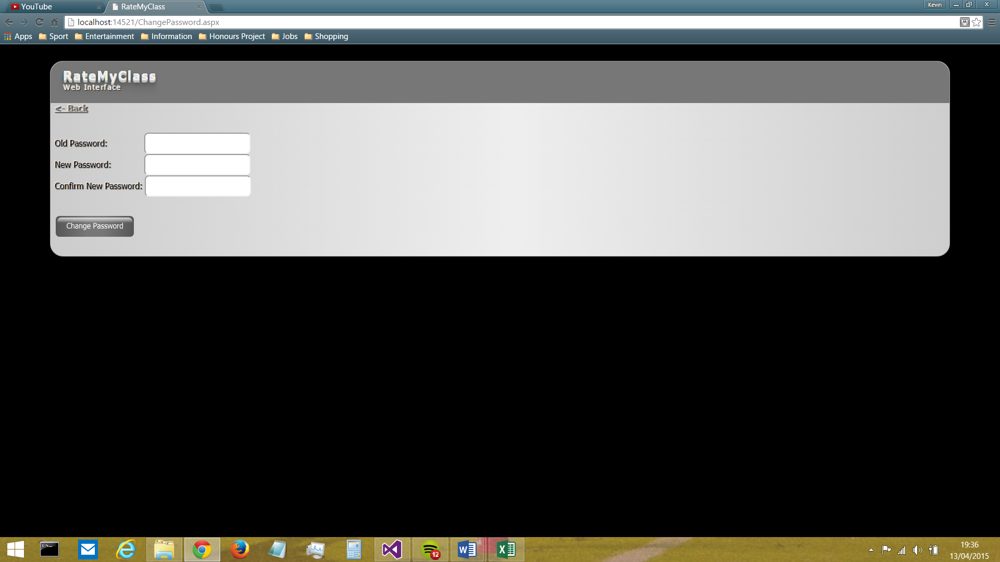 YouTube
RateMyClass
Kevin
localhost:14521/ChangePassword.aspx
Apps Sport Entertainment Information Honours Project Jobs Shopping
RateMyClass
Web Interface
<- Back
Old Password:
New Password:
Confirm New Password:
Change Password
C:\_
12
19:36
13/04/2015